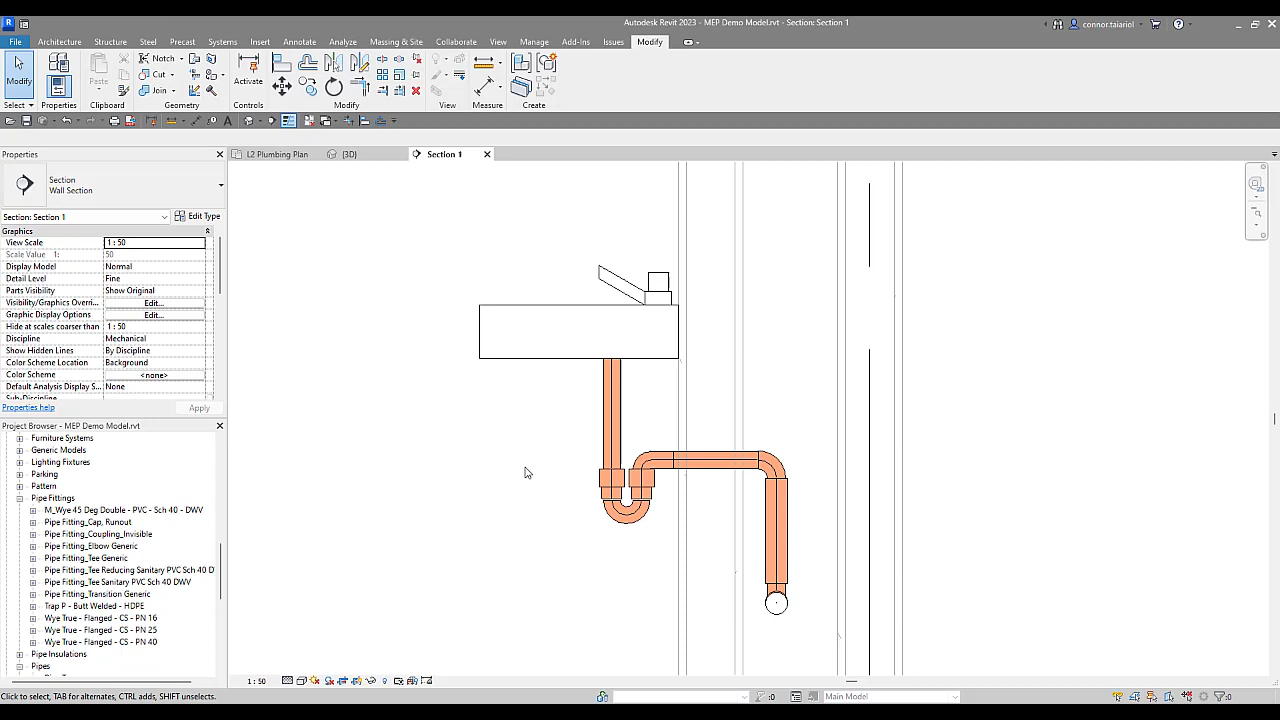 Autodesk Revit 2023 - MEP Demo Model.rvt - Section: Section 1
connor.taiariol
File Architecture Structure Steel Precast Systems Insert Annotate Analyze Massing & Site Collaborate View Manage Add-Ins Issues Modify
Modify
Properties
Paste
Notch
Cut
Join
Activate
Select Properties Clipboard Geometry Controls Modify View Measure Create
Properties
L2 Plumbing Plan {3D} Section 1
Section
Wall Section
Section: Section 1 Edit Type
Graphics
View Scale 1 : 50
Scale Value 1: 50
Display Model Normal
Detail Level Fine
Parts Visibility Show Original
Visibility/Graphics Overri... Edit...
Graphic Display Options Edit...
Hide at scales coarser than 1 : 50
Discipline Mechanical
Show Hidden Lines By Discipline
Color Scheme Location Background
Color Scheme <none>
Default Analysis Display S... None
Sub-Discipline
Properties help Apply
Project Browser - MEP Demo Model.rvt
Furniture Systems
Generic Models
Lighting Fixtures
Parking
Pattern
Pipe Fittings
M_Wye 45 Deg Double - PVC - Sch 40 - DWV
Pipe Fitting_Cap, Runout
Pipe Fitting_Coupling_Invisible
Pipe Fitting_Elbow Generic
Pipe Fitting_Tee Generic
Pipe Fitting_Tee Reducing Sanitary PVC Sch 40 D
Pipe Fitting_Tee Sanitary PVC Sch 40 DWV
Pipe Fitting_Transition Generic
Trap P - Butt Welded - HDPE
Wye True - Flanged - CS - PN 16
Wye True - Flanged - CS - PN 25
Wye True - Flanged - CS - PN 40
Pipe Insulations
Pipes
1 : 50
Click to select, TAB for alternates, CTRL adds, SHIFT unselects.
:0
Main Model
:0